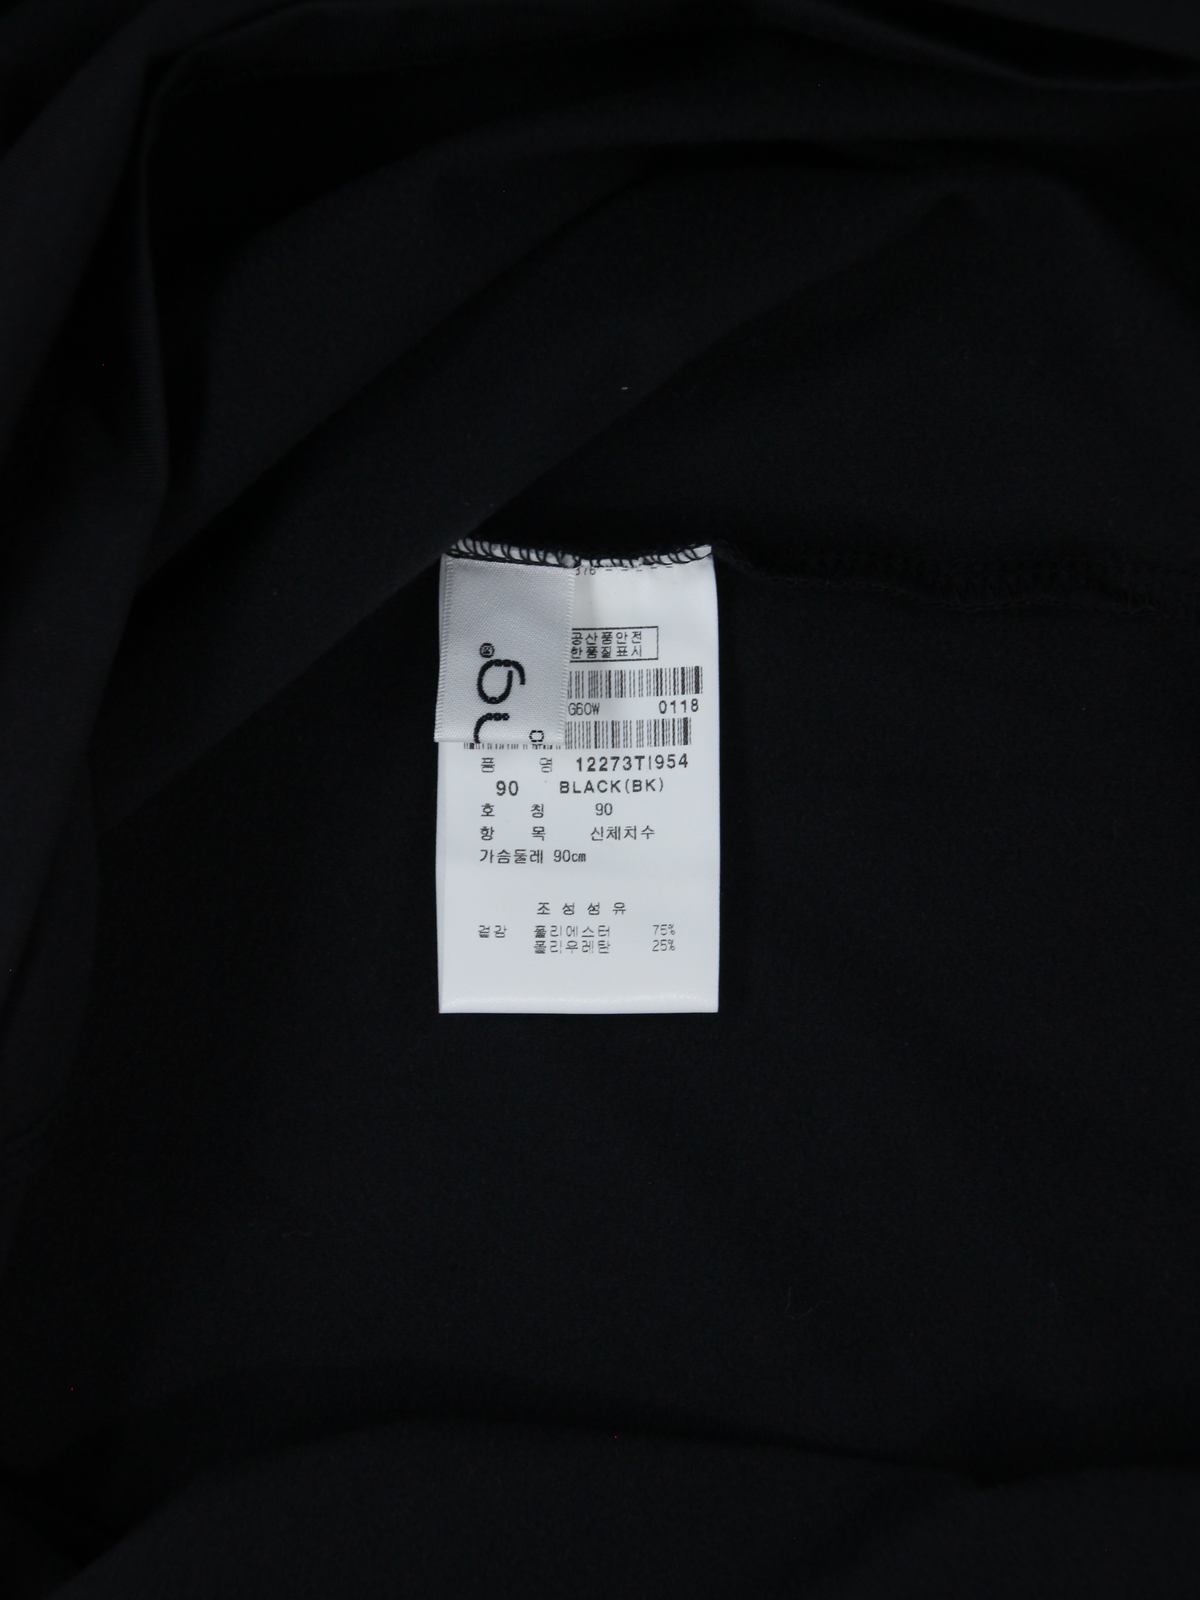 376
공산품안전
한품질표시
G60W 0118
품 명 12273TI954
90 BLACK(BK)
호 칭 90
항 목 신체치수
가슴둘레 90cm
조 성 섬 유
겉감 폴리에스터 75%
폴리우레탄 25%